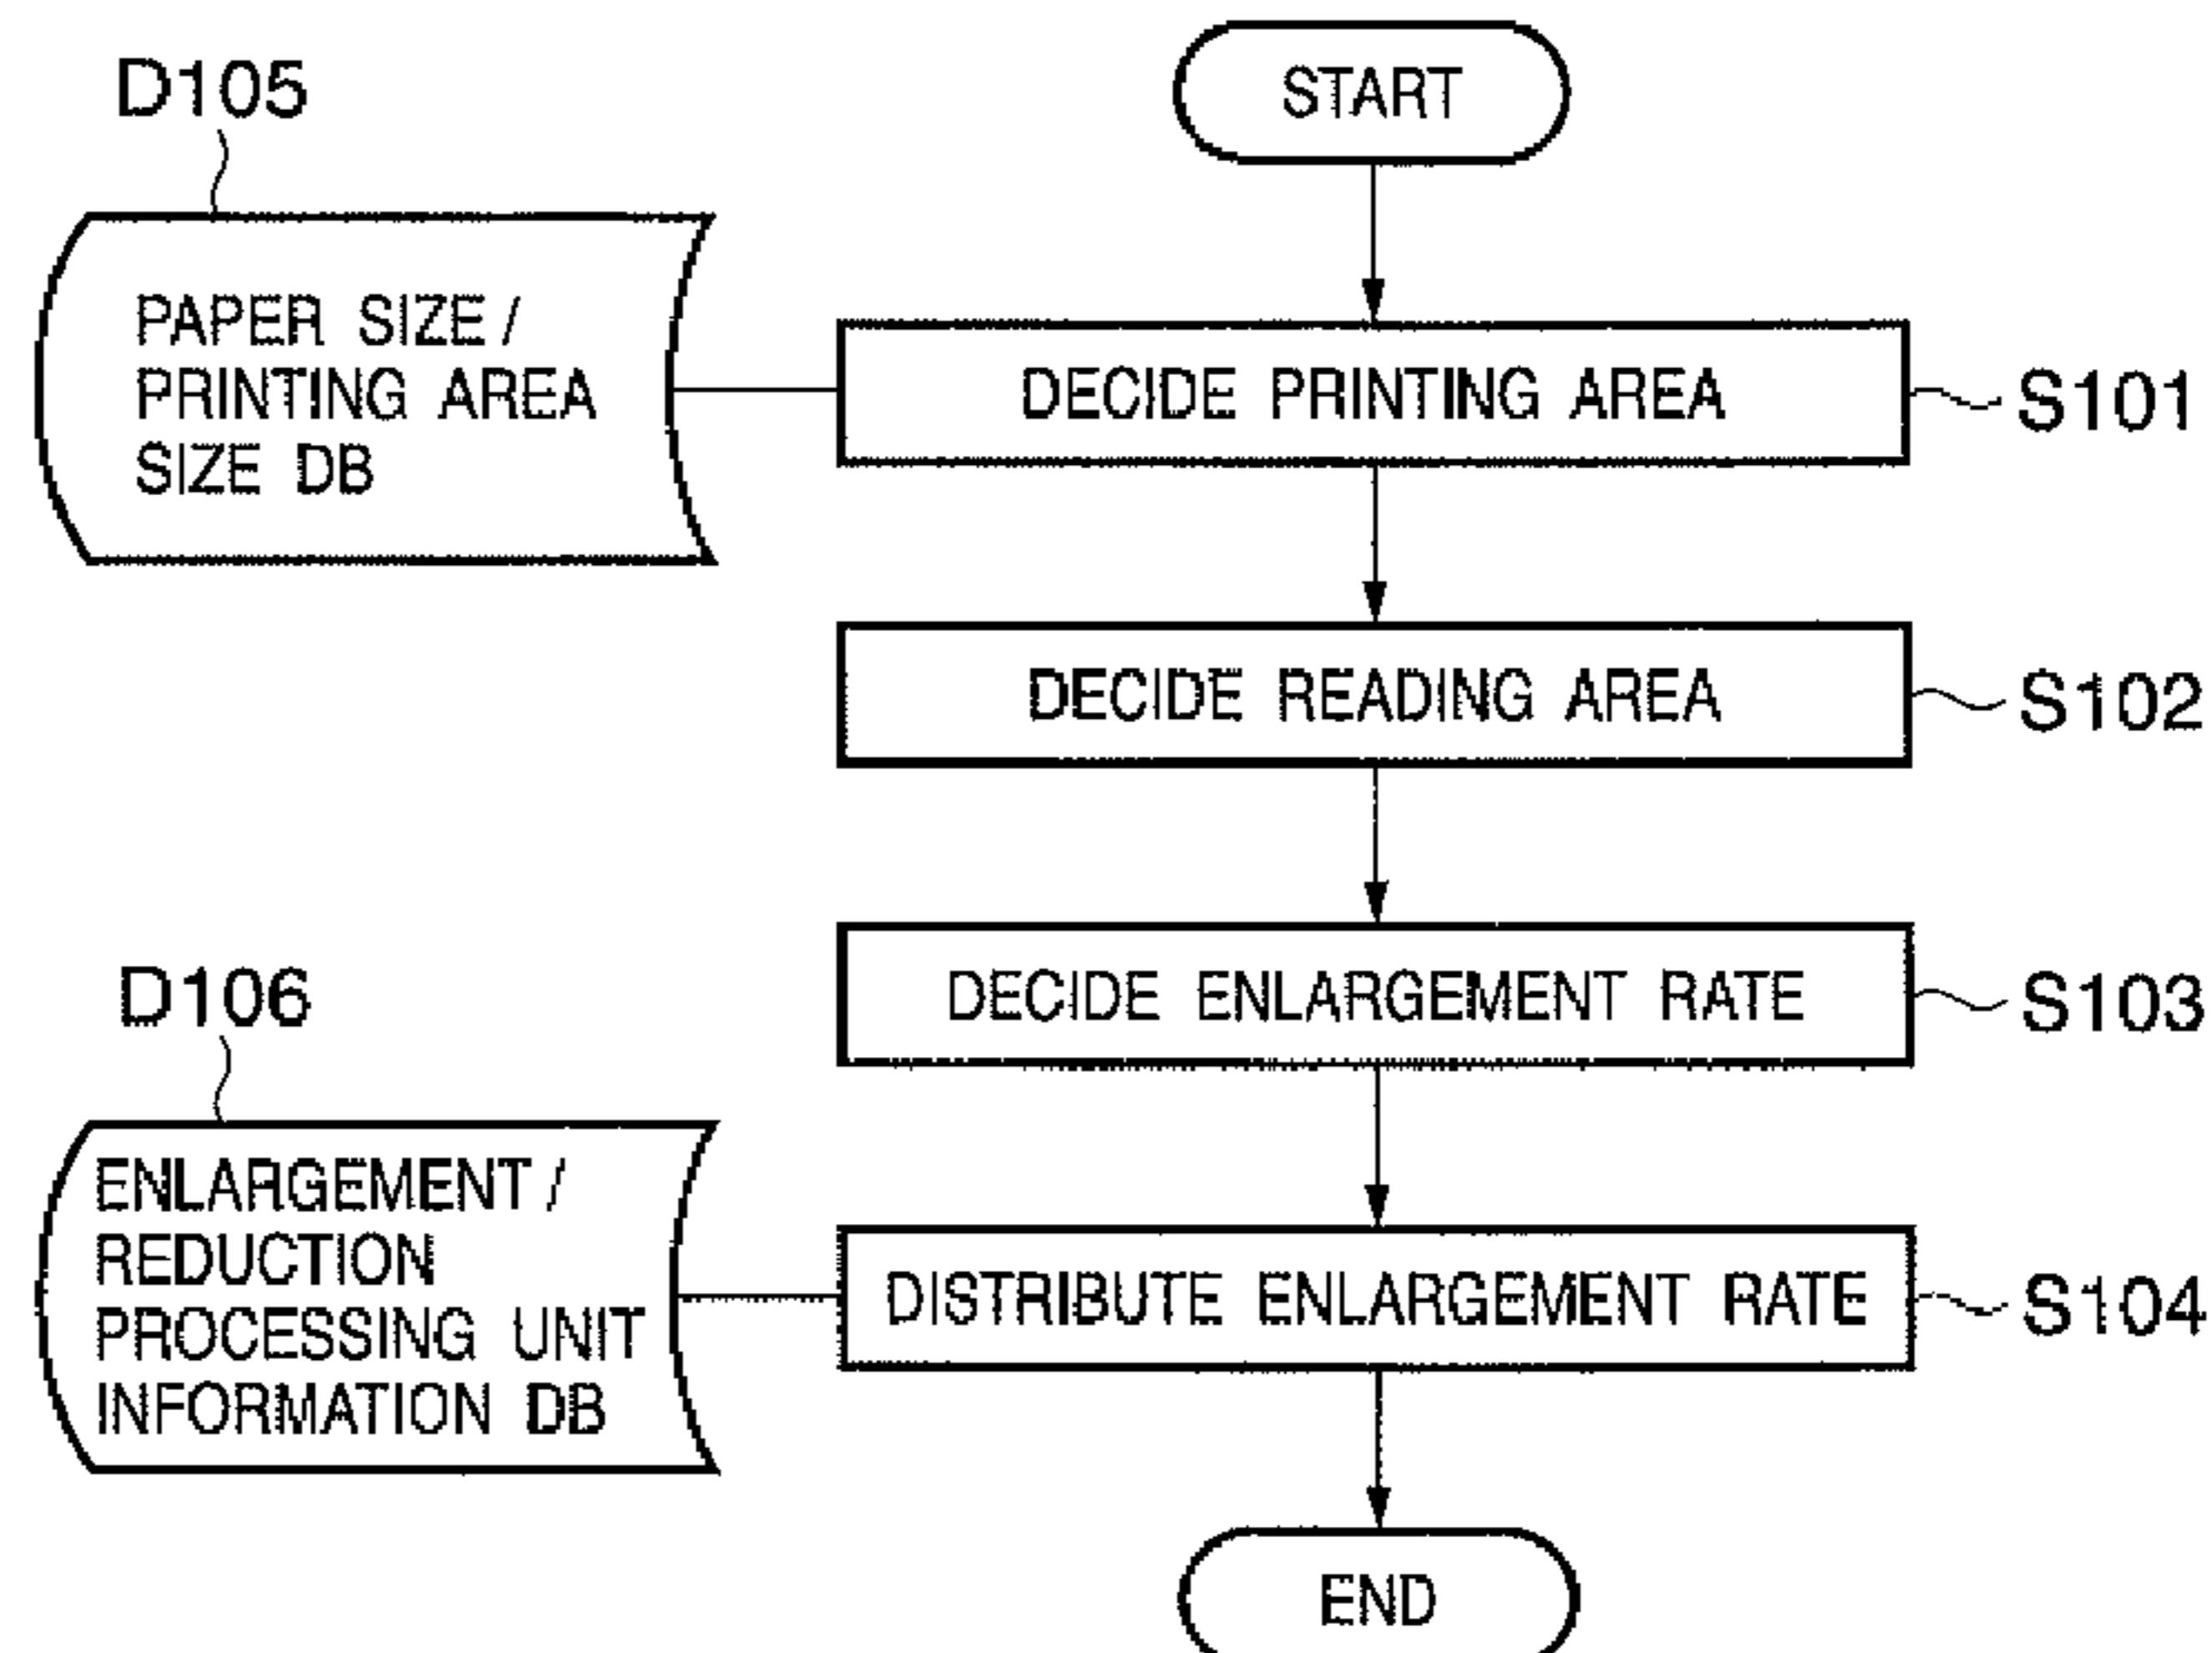 START
D105
PAPER SIZE /
PRINTING AREA
SIZE DB
DECIDE PRINTING AREA
S101
DECIDE READING AREA
S102
DECIDE ENLARGEMENT RATE
S103
D106
ENLARGEMENT /
REDUCTION
PROCESSING UNIT
INFORMATION DB
DISTRIBUTE ENLARGEMENT RATE
S104
END